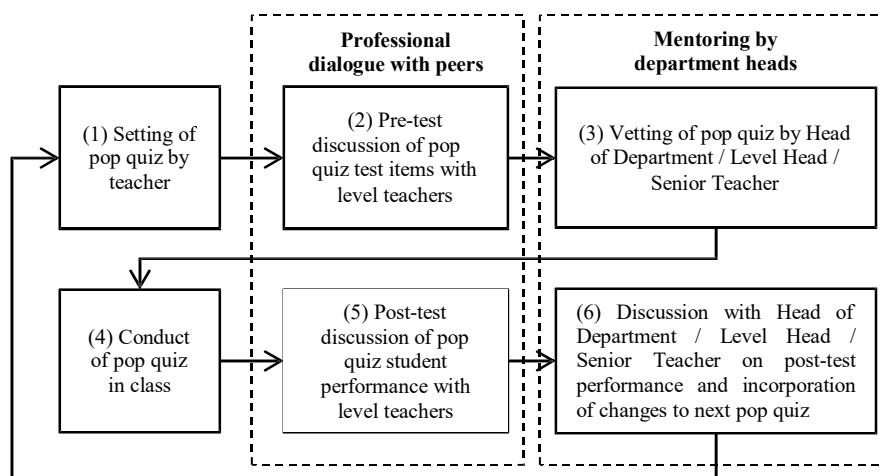 Professional
dialogue with peers
Mentoring by
department heads
(1) Setting of
pop quiz by
teacher
(2) Pre-test
discussion of pop
quiz test items with
level teachers
(3) Vetting of pop quiz by Head
of Department / Level Head /
Senior Teacher
(4) Conduct
of pop quiz
in class
(5) Post-test
discussion of pop
quiz student
performance with
level teachers
(6) Discussion with Head of
Department / Level Head /
Senior Teacher on post-test
performance and incorporation
of changes to next pop quiz